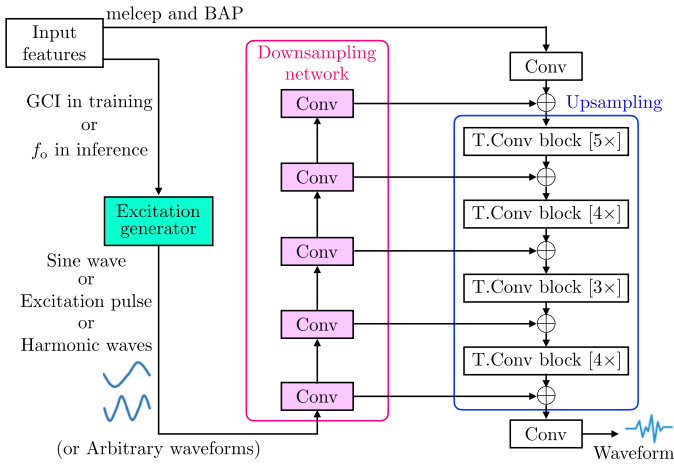 melcep and BAP
Input
features
Downsampling
network
Conv
GCI in training
or
fo in inference
Conv
Upsampling
T.Conv block [5×]
Conv
T.Conv block [4×]
Excitation
generator
Conv
Sine wave
or
Excitation pulse
or
Harmonic waves
T.Conv block [3×]
Conv
T.Conv block [4×]
Conv
(or Arbitrary waveforms)
Conv
Waveform